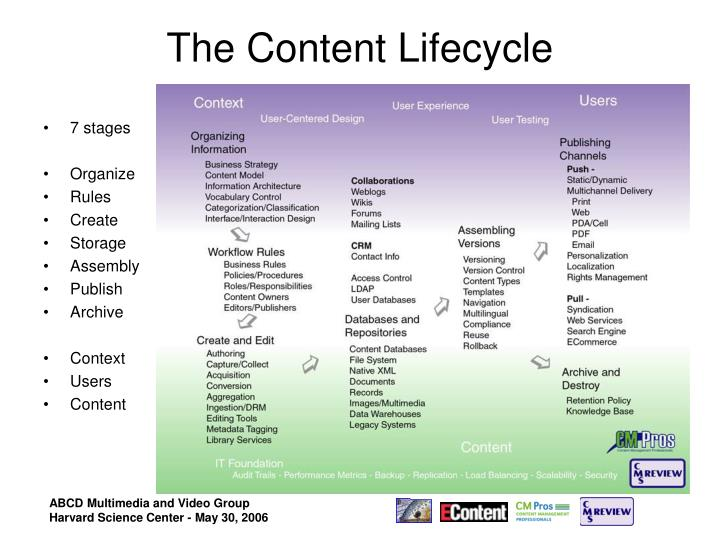 The Content Lifecycle
• 7 stages
• Organize
• Rules
• Create
• Storage
• Assembly
• Publish
• Archive
• Context
• Users
• Content
Context
User-Centered Design
User Experience
User Testing
Users
Organizing
Information
Business Strategy
Content Model
Information Architecture
Vocabulary Control
Categorization/Classification
Interface/Interaction Design
Workflow Rules
Business Rules
Policies/Procedures
Roles/Responsibilities
Content Owners
Editors/Publishers
Create and Edit
Authoring
Capture/Collect
Acquisition
Conversion
Aggregation
Ingestion/DRM
Editing Tools
Metadata Tagging
Library Services
Collaborations
Weblogs
Wikis
Forums
Mailing Lists
CRM
Contact Info
Access Control
LDAP
User Databases
Databases and
Repositories
Content Databases
File System
Native XML
Documents
Records
Images/Multimedia
Data Warehouses
Legacy Systems
Assembling
Versions
Versioning
Version Control
Content Types
Templates
Navigation
Multilingual
Compliance
Reuse
Rollback
Publishing
Channels
Push -
Static/Dynamic
Multichannel Delivery
Print
Web
PDA/Cell
PDF
Email
Personalization
Localization
Rights Management
Pull -
Syndication
Web Services
Search Engine
ECommerce
Archive and
Destroy
Retention Policy
Knowledge Base
Content
IT Foundation
Audit Trails - Performance Metrics - Backup - Replication - Load Balancing - Scalability - Security
CM Pros
Content Management Professionals
CMS REVIEW
ABCD Multimedia and Video Group
Harvard Science Center - May 30, 2006
EContent
CM Pros
CONTENT MANAGEMENT
PROFESSIONALS
CMS REVIEW